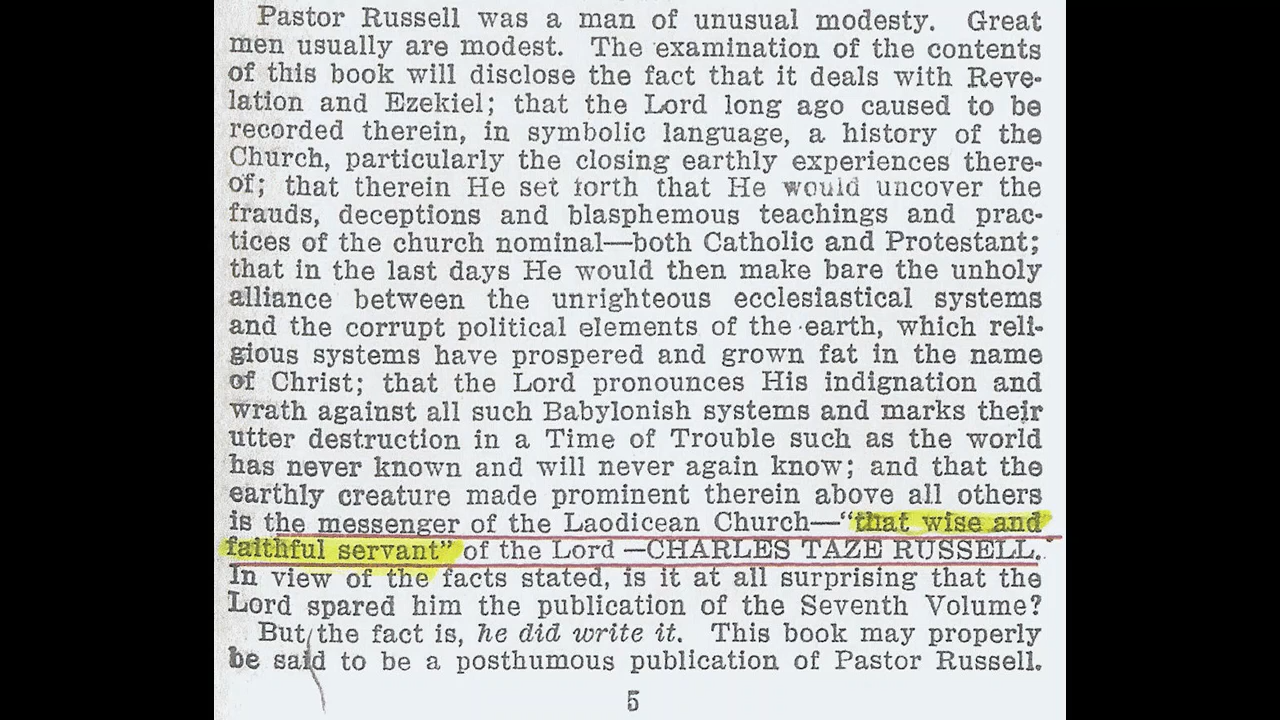 Pastor Russell was a man of unusual modesty. Great
men usually are modest. The examination of the contents
of this book will disclose the fact that it deals with Reve-
lation and Ezekiel; that the Lord long ago caused to be
recorded therein, in symbolic language, a history of the
Church, particularly the closing earthly experiences there-
of; that therein He set forth that He would uncover the
frauds, deceptions and blasphemous teachings and prac-
tices of the church nominal—both Catholic and Protestant;
that in the last days He would then make bare the unholy
alliance between the unrighteous ecclesiastical systems
and the corrupt political elements of the earth, which reli-
gious systems have prospered and grown fat in the name
of Christ; that the Lord pronounces His indignation and
wrath against all such Babylonish systems and marks their
utter destruction in a Time of Trouble such as the world
has never known and will never again know; and that the
earthly creature made prominent therein above all others
is the messenger of the Laodicean Church—"that wise and
faithful servant" of the Lord —CHARLES TAZE RUSSELL.
In view of the facts stated, is it at all surprising that the
Lord spared him the publication of the Seventh Volume?
But the fact is, he did write it. This book may properly
be said to be a posthumous publication of Pastor Russell.
5